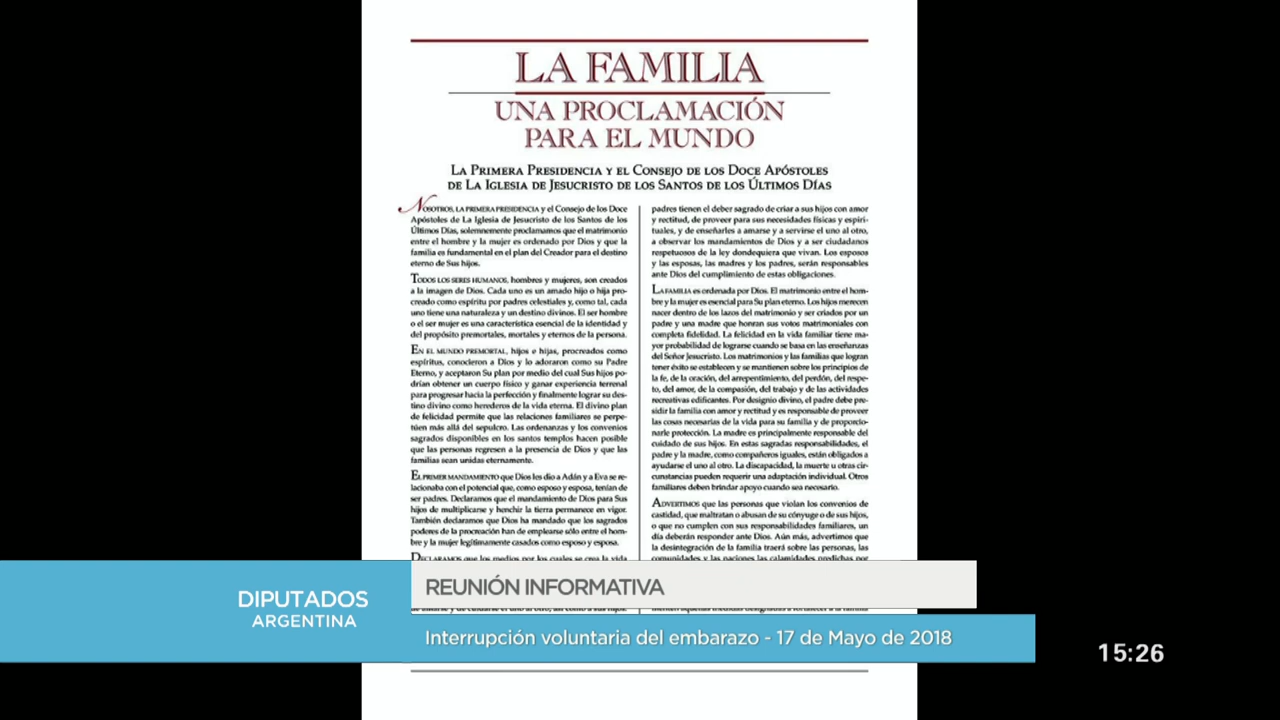 LA FAMILIA
UNA PROCLAMACIÓN
PARA EL MUNDO
La Primera Presidencia y el Consejo de los Doce Apóstoles
de La Iglesia de Jesucristo de los Santos de los Últimos Días
Nosotros, la primera presidencia y el Consejo de los Doce
Apóstoles de La Iglesia de Jesucristo de los Santos de los
Últimos Días, solemnemente proclamamos que el matrimonio
entre el hombre y la mujer es ordenado por Dios y que la
familia es fundamental en el plan del Creador para el destino
eterno de Sus hijos.
Todos los seres humanos, hombres y mujeres, son creados
a la imagen de Dios. Cada uno es un amado hijo o hija pro-
creado como espíritu por padres celestiales y, como tal, cada
uno tiene una naturaleza y un destino divinos. El ser hombre
o el ser mujer es una característica esencial de la identidad y
del propósito premortales, mortales y eternos de la persona.
En el mundo premortal, hijos e hijas, procreados como
espíritus, conocieron a Dios y lo adoraron como su Padre
Eterno, y aceptaron Su plan por medio del cual Sus hijos po-
drían obtener un cuerpo físico y ganar experiencia terrenal
para progresar hacia la perfección y finalmente lograr su des-
tino divino como herederos de la vida eterna. El divino plan
de felicidad permite que las relaciones familiares se perpe-
túen más allá del sepulcro. Las ordenanzas y los convenios
sagrados disponibles en los santos templos hacen posible
que las personas regresen a la presencia de Dios y que las
familias sean unidas eternamente.
El primer mandamiento que Dios les dio a Adán y a Eva se re-
lacionaba con el potencial que, como esposo y esposa, tenían de
ser padres. Declaramos que el mandamiento de Dios para Sus
hijos de multiplicarse y henchir la tierra permanece en vigor.
También declaramos que Dios ha mandado que los sagrados
poderes de la procreación han de emplearse sólo entre el hom-
bre y la mujer legítimamente casados como esposo y esposa.
Declaramos que los medios por los cuales se crea la vida
padres tienen el deber sagrado de criar a sus hijos con amor
y rectitud, de proveer para sus necesidades físicas y espiri-
tuales, y de enseñarles a amarse y a servirse el uno al otro,
a observar los mandamientos de Dios y a ser ciudadanos
respetuosos de la ley dondequiera que vivan. Los esposos
y las esposas, las madres y los padres, serán responsables
ante Dios del cumplimiento de estas obligaciones.
La familia es ordenada por Dios. El matrimonio entre el hom-
bre y la mujer es esencial para Su plan eterno. Los hijos merecen
nacer dentro de los lazos del matrimonio y ser criados por un
padre y una madre que honran sus votos matrimoniales con
completa fidelidad. La felicidad en la vida familiar tiene ma-
yor probabilidad de lograrse cuando se basa en las enseñanzas
del Señor Jesucristo. Los matrimonios y las familias que logran
tener éxito se establecen y se mantienen sobre los principios de
la fe, de la oración, del arrepentimiento, del perdón, del respe-
to, del amor, de la compasión, del trabajo y de las actividades
recreativas edificantes. Por designio divino, el padre debe pre-
sidir la familia con amor y rectitud y es responsable de proveer
las cosas necesarias de la vida para su familia y de proporcio-
narle protección. La madre es principalmente responsable del
cuidado de sus hijos. En estas sagradas responsabilidades, el
padre y la madre, como compañeros iguales, están obligados a
ayudarse el uno al otro. La discapacidad, la muerte u otras cir-
cunstancias pueden requerir una adaptación individual. Otros
familiares deben brindar apoyo cuando sea necesario.
Advertimos que las personas que violan los convenios de
castidad, que maltratan o abusan de su cónyuge o de sus hijos,
o que no cumplen con sus responsabilidades familiares, un
día deberán responder ante Dios. Aún más, advertimos que
la desintegración de la familia traerá sobre las personas, las
comunidades y las naciones las calamidades predichas por
DIPUTADOS
ARGENTINA
REUNIÓN INFORMATIVA
Interrupción voluntaria del embarazo - 17 de Mayo de 2018
15:26